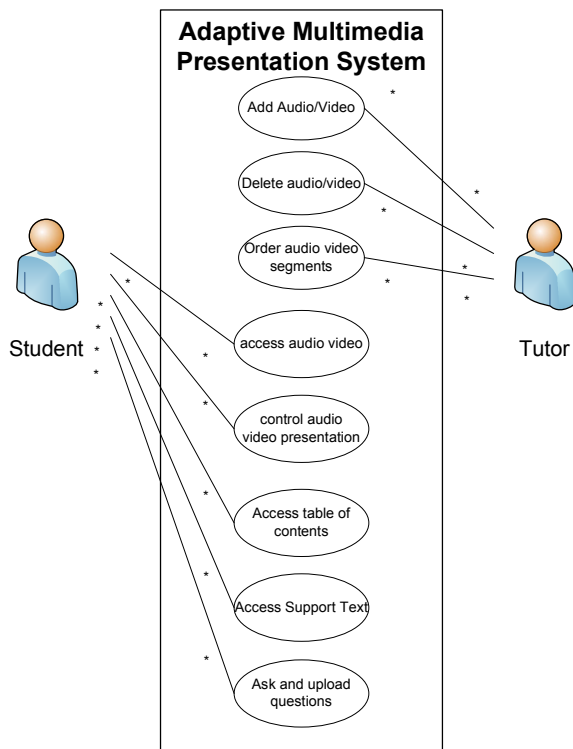 Adaptive Multimedia
Presentation System
*
Add Audio/Video
*
Delete audio/video
*
Order audio video
segments
*
*
*
*
*
Student
*
*
*
Tutor
access audio video
*
*
control audio
video presentation
*
Access table of
contents
*
Access Support Text
*
Ask and upload
questions